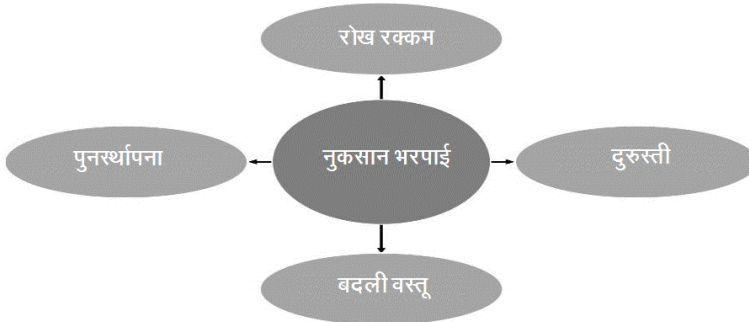 रोख रक्कम
पुनर्स्थापना
नुकसान भरपाई
दुरुस्ती
बदली वस्तू